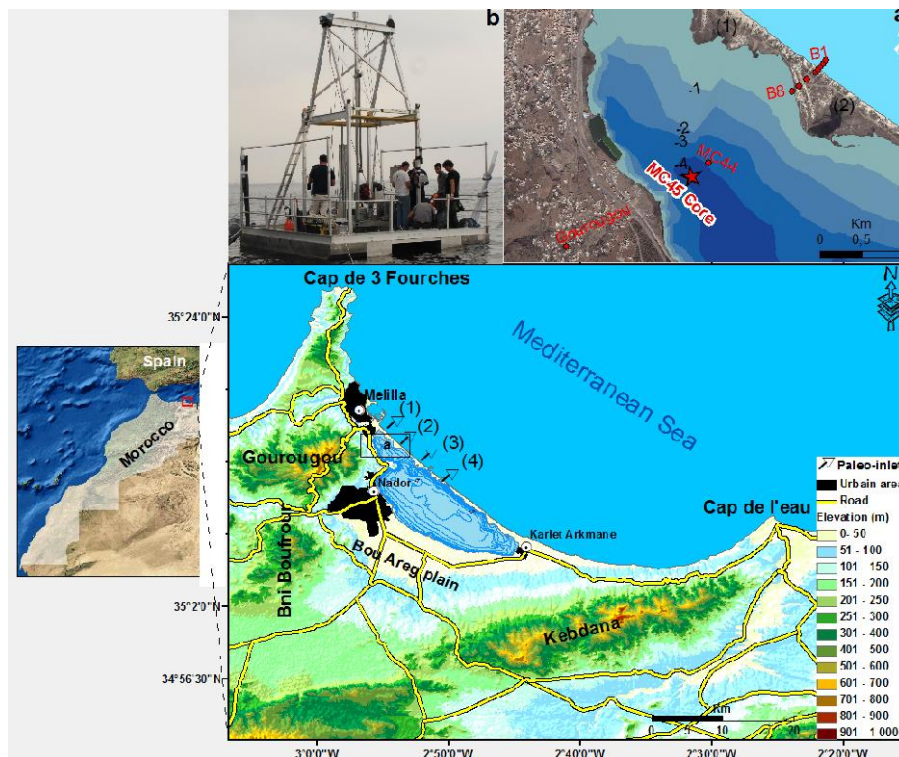 b
a
(1)
B1
B8
(2)
-1
-2
-3
-4
MC44
MC45 Core
Gourougou
Km
0 0,5
Cap de 3 Fourches
N
35°24'0"N
Spain
Morocco
Mediterranean Sea
Melilla
(1)
(2)
a
(3)
Gourougou
(4)
Nador
Paleo-inlet
Urbain area
Road
Cap de l'eau
Karlet Arkmane
Bou Areg plain
Bni Boufrour
Elevation (m)
0- 50
51 - 100
101 - 150
151 - 200
201 - 250
251 - 300
301 - 400
401 - 500
501 - 600
601 - 700
701 - 800
801 - 900
901 - 1 000
35°2'0"N
Kebdana
34°56'30"N
Km
0 5 10 20
3°0'0"W
2°50'0"W
2°40'0"W
2°30'0"W
2°20'0"W